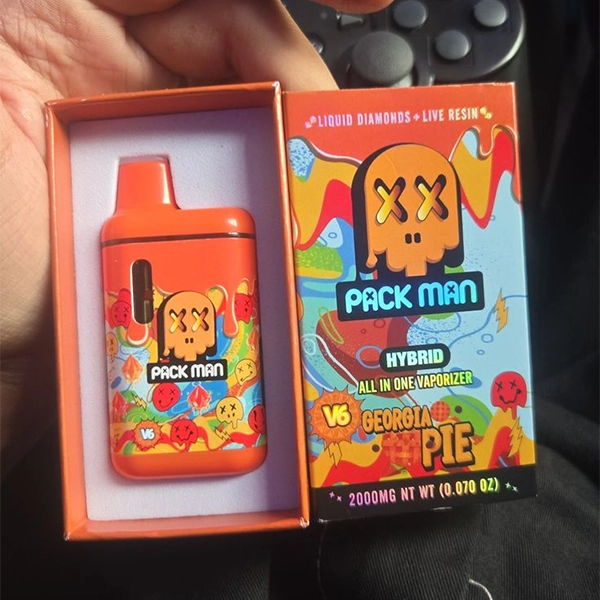 PACK MAN
V6
LIQUID DIAMONDS + LIVE RESIN
PACK MAN
HYBRID
ALL IN ONE VAPORIZER
V6
GEORGIA
PIE
2000MG NT WT (0.070 OZ)